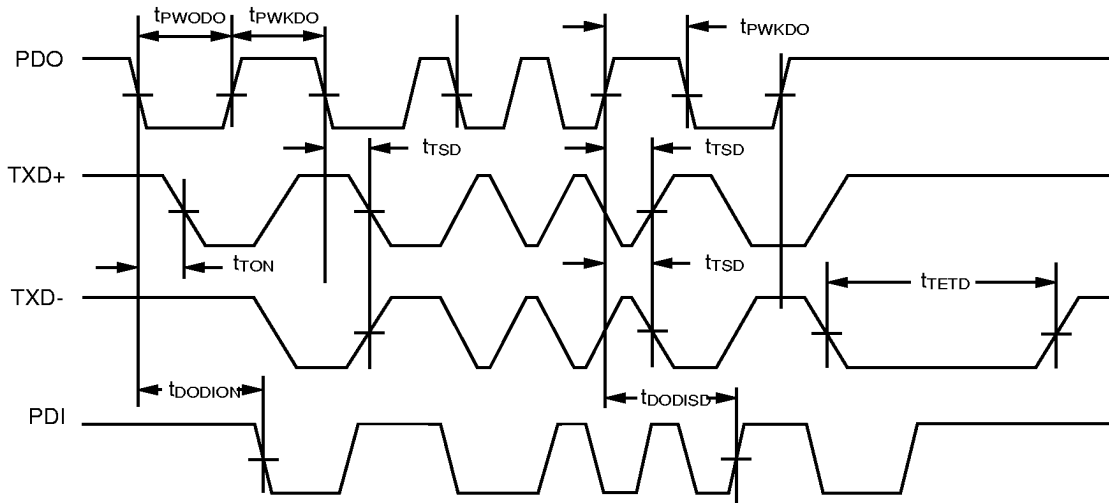 tPWODO tPWKDO tPWKDO
PDO
tTSD tTSD
TXD+
tTON tTSD
TXD-
tTETD
tDODION tDODISD
PDI